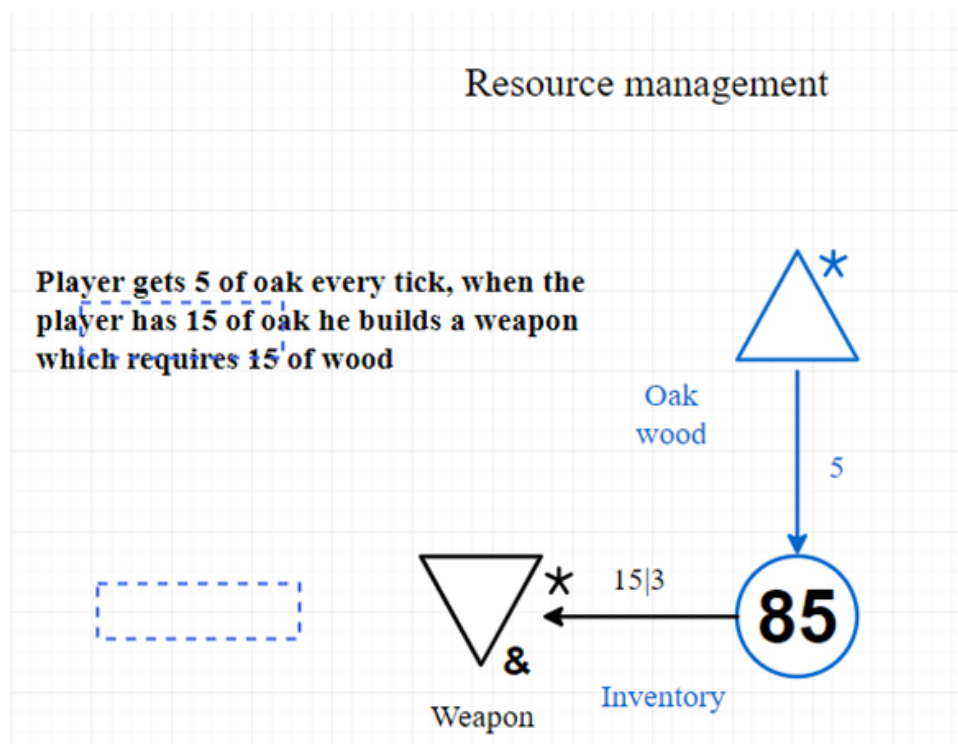 Resource management
Player gets 5 of oak every tick, when the
player has 15 of oak he builds a weapon
which requires 15 of wood
*
Oak
wood
5
* 15|3
85
&
Inventory
Weapon